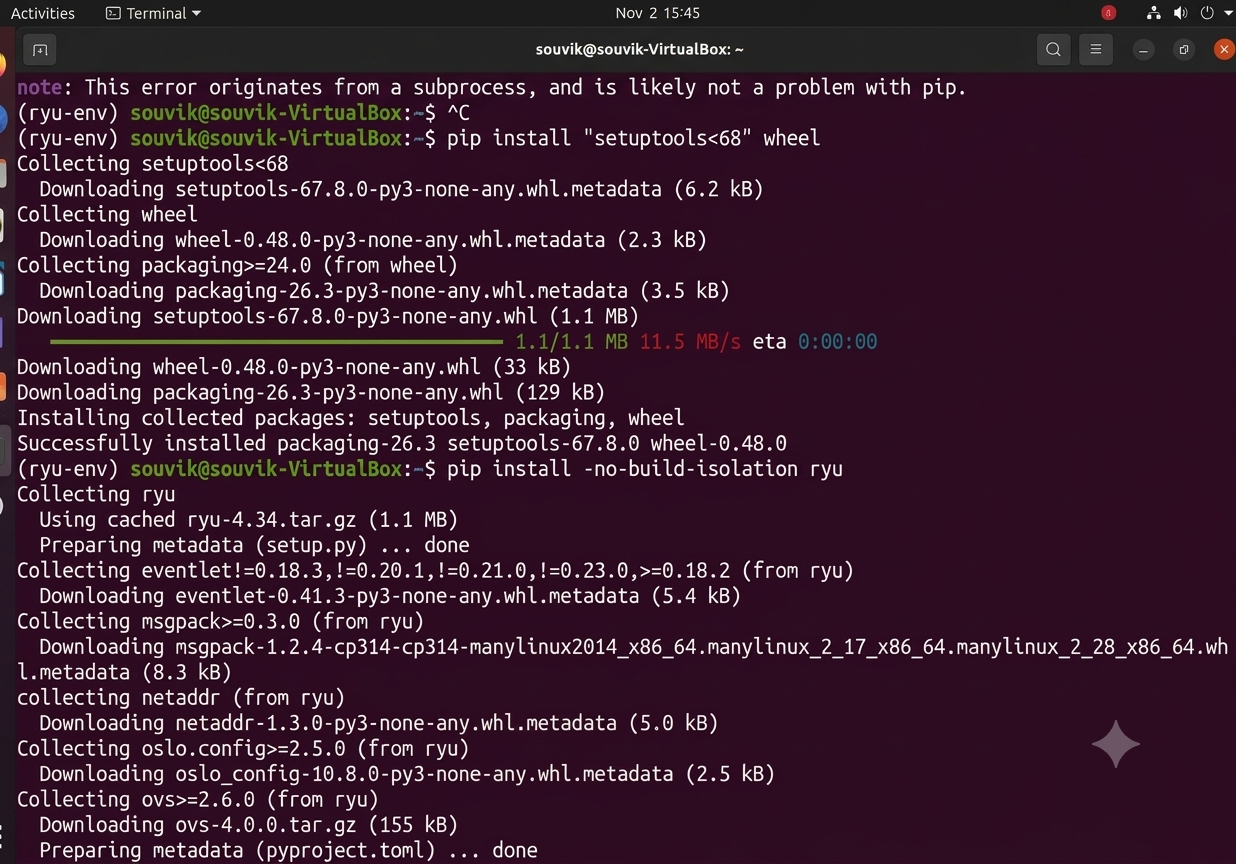 Activities Terminal Nov 2 15:45
souvik@souvik-VirtualBox: ~
note: This error originates from a subprocess, and is likely not a problem with pip.
(ryu-env) souvik@souvik-VirtualBox:~$ ^C
(ryu-env) souvik@souvik-VirtualBox:~$ pip install "setuptools<68" wheel
Collecting setuptools<68
Downloading setuptools-67.8.0-py3-none-any.whl.metadata (6.2 kB)
Collecting wheel
Downloading wheel-0.48.0-py3-none-any.whl.metadata (2.3 kB)
Collecting packaging>=24.0 (from wheel)
Downloading packaging-26.3-py3-none-any.whl.metadata (3.5 kB)
Downloading setuptools-67.8.0-py3-none-any.whl (1.1 MB)
1.1/1.1 MB 11.5 MB/s eta 0:00:00
Downloading wheel-0.48.0-py3-none-any.whl (33 kB)
Downloading packaging-26.3-py3-none-any.whl (129 kB)
Installing collected packages: setuptools, packaging, wheel
Successfully installed packaging-26.3 setuptools-67.8.0 wheel-0.48.0
(ryu-env) souvik@souvik-VirtualBox:~$ pip install -no-build-isolation ryu
Collecting ryu
Using cached ryu-4.34.tar.gz (1.1 MB)
Preparing metadata (setup.py) ... done
Collecting eventlet!=0.18.3,!=0.20.1,!=0.21.0,!=0.23.0,>=0.18.2 (from ryu)
Downloading eventlet-0.41.3-py3-none-any.whl.metadata (5.4 kB)
Collecting msgpack>=0.3.0 (from ryu)
Downloading msgpack-1.2.4-cp314-cp314-manylinux2014_x86_64.manylinux_2_17_x86_64.manylinux_2_28_x86_64.wh
l.metadata (8.3 kB)
collecting netaddr (from ryu)
Downloading netaddr-1.3.0-py3-none-any.whl.metadata (5.0 kB)
Collecting oslo.config>=2.5.0 (from ryu)
Downloading oslo_config-10.8.0-py3-none-any.whl.metadata (2.5 kB)
Collecting ovs>=2.6.0 (from ryu)
Downloading ovs-4.0.0.tar.gz (155 kB)
Preparing metadata (pyproject.toml) ... done